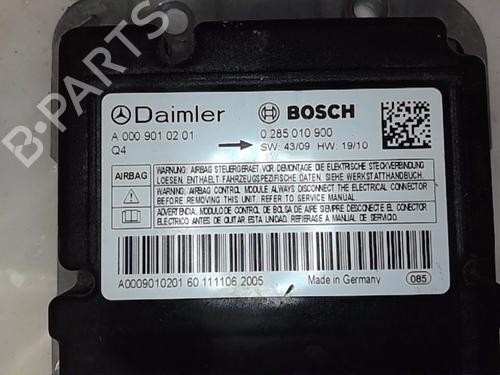 B-PARTS
Daimler
BOSCH
A 000 901 02 01
0 285 010 900
Q4
SW: 43/09 HW: 19/10
AIRBAG
WARNUNG: AIRBAG STEUERGERAET VOR DEMONTAGE DIE ELEKTRISCHE STECKVERBINDUNG
LOESEN, ENTHAELT FAHRZEUGSPEZIFISCHE DATEN, SIEHE WERKSTATTHANDBUCH.
WARNING: AIRBAG CONTROL MODULE ALWAYS DISCONNECT THE ELECTRICAL CONNECTOR
BEFORE REMOVING THIS UNIT. REFER TO SERVICE MANUAL.
ADVERTENCIA: MODULO DE CONTROL DE BOLSA DE AIRE SIEMPRE DESCONECTE EL CONECTOR
ELECTRICO ANTES DE QUITAR ESTA UNIDAD, REFIERASE A MANUAL DE SERVICIO.
A0009010201 60 111106 2005
Made in Germany
085